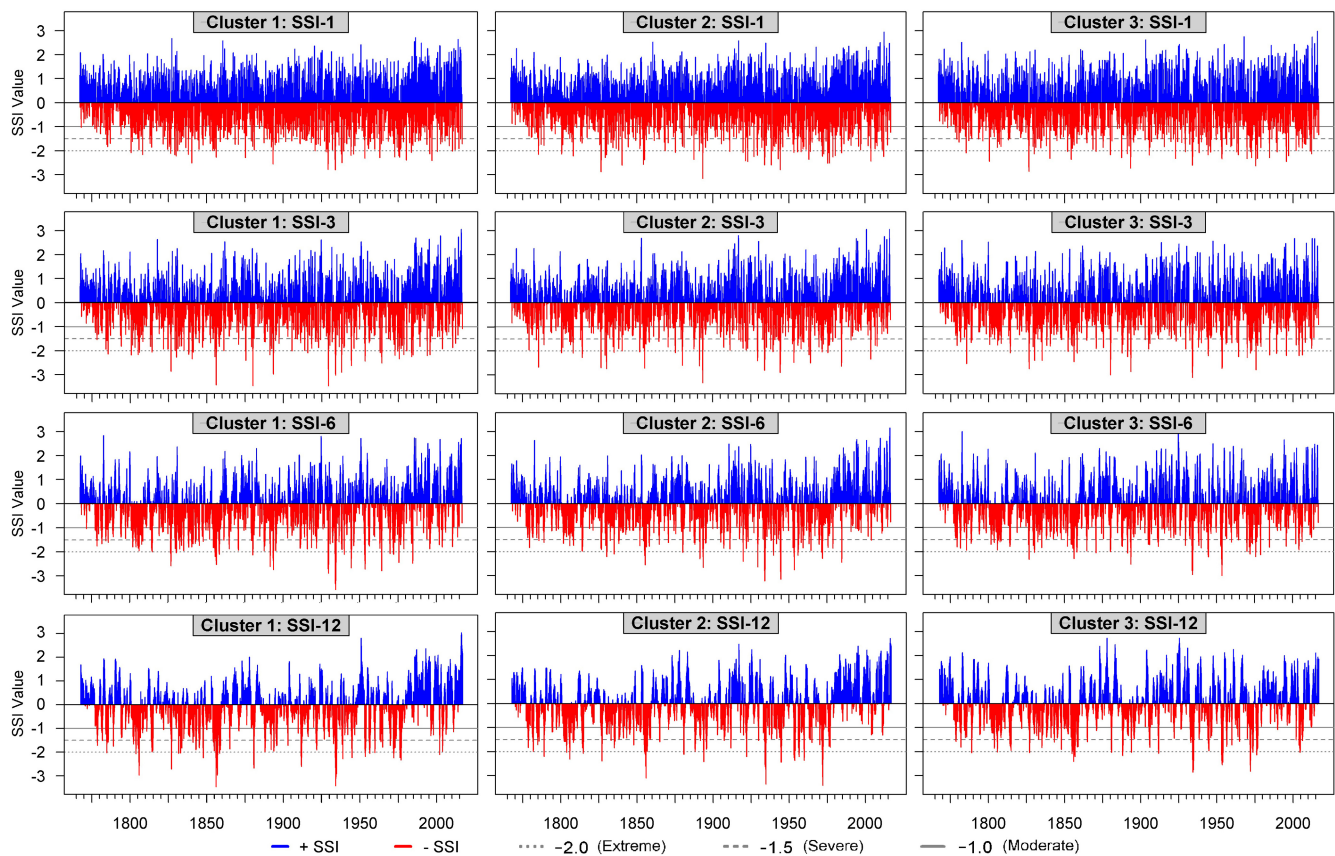 Cluster 1: SSI-1 Cluster 2: SSI-1 Cluster 3: SSI-1
SSI Value
3
2
1
0
-1
-2
-3
Cluster 1: SSI-3 Cluster 2: SSI-3 Cluster 3: SSI-3
SSI Value
3
2
1
0
-1
-2
-3
Cluster 1: SSI-6 Cluster 2: SSI-6 Cluster 3: SSI-6
SSI Value
3
2
1
0
-1
-2
-3
Cluster 1: SSI-12 Cluster 2: SSI-12 Cluster 3: SSI-12
SSI Value
3
2
1
0
-1
-2
-3
1800 1850 1900 1950 2000 1800 1850 1900 1950 2000 1800 1850 1900 1950 2000
+ SSI - SSI −2.0 (Extreme) −1.5 (Severe) −1.0 (Moderate)